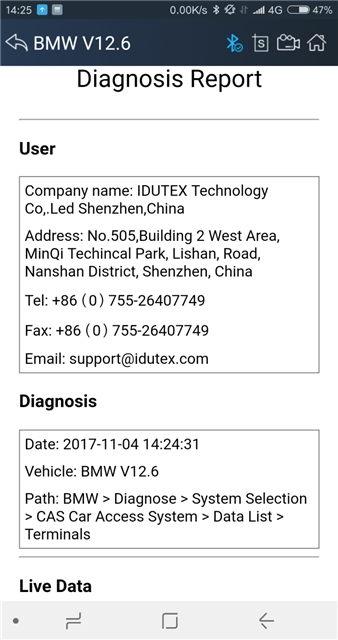 14:25 0.00K/s 4G 47%
BMW V12.6
Diagnosis Report
User
Company name: IDUTEX Technology
Co,.Led Shenzhen,China
Address: No.505,Building 2 West Area,
MinQi Techincal Park, Lishan, Road,
Nanshan District, Shenzhen, China
Tel: +86 (0) 755-26407749
Fax: +86 (0) 755-26407749
Email: support@idutex.com
Diagnosis
Date: 2017-11-04 14:24:31
Vehicle: BMW V12.6
Path: BMW > Diagnose > System Selection
> CAS Car Access System > Data List >
Terminals
Live Data